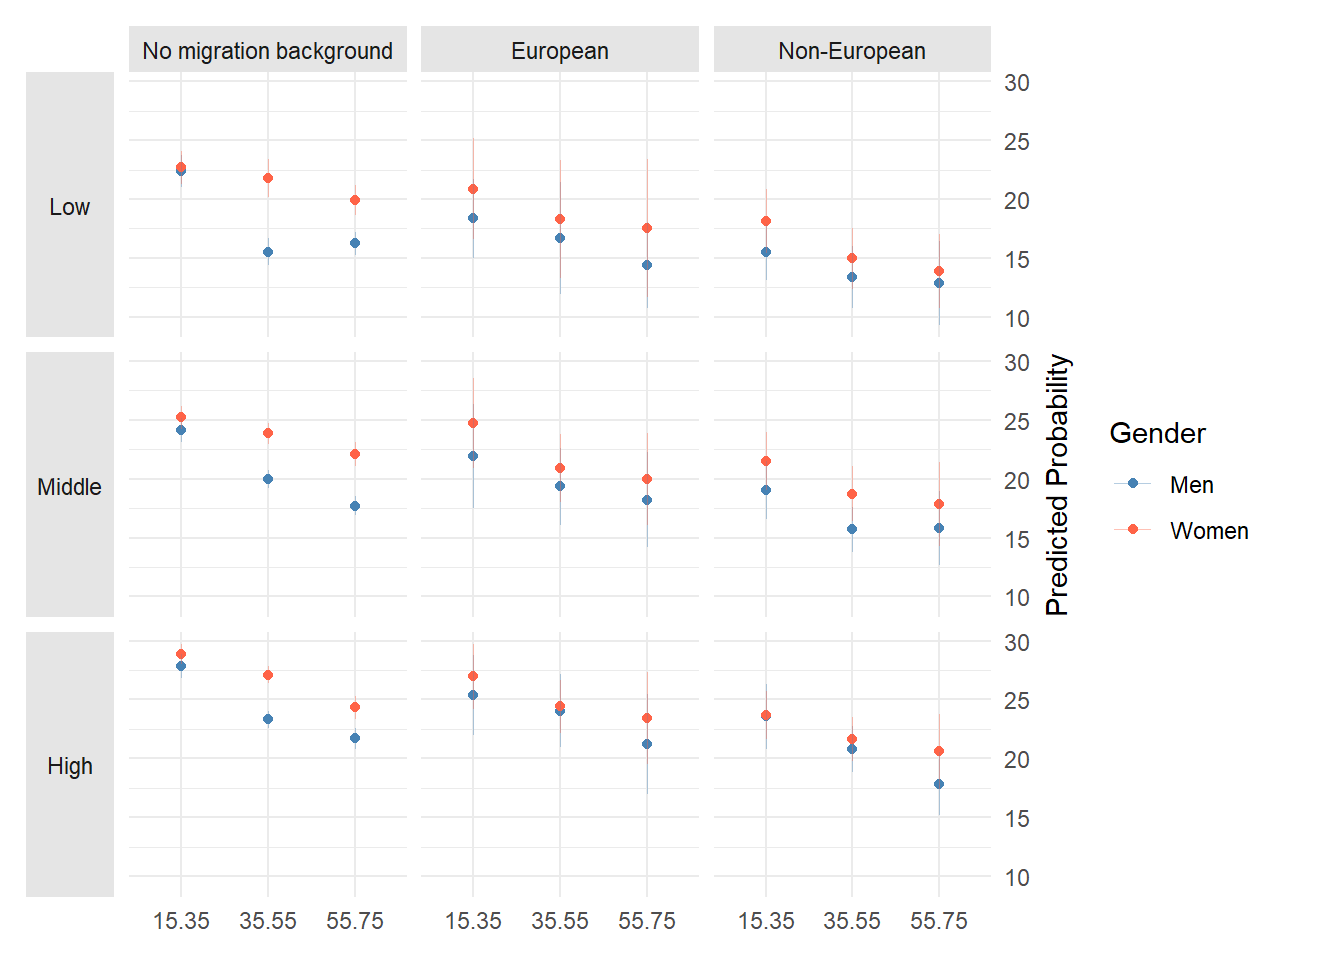 No migration background
European
Non-European
Low
30
25
20
15
10
Middle
30
25
20
15
10
High
30
25
20
15
10
15.35 35.55 55.75
15.35 35.55 55.75
15.35 35.55 55.75
Predicted Probability
Gender
Men
Women